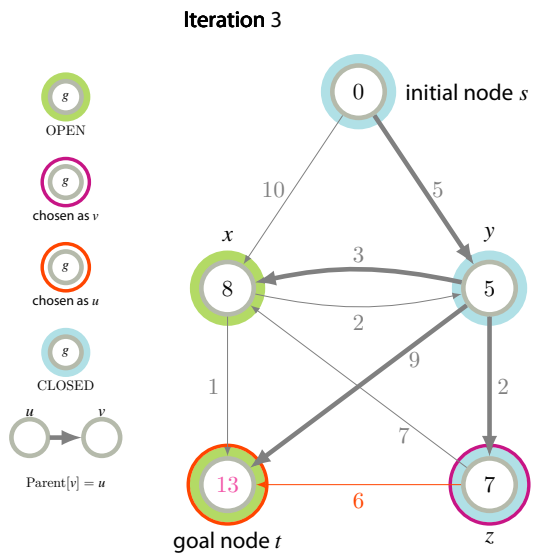 Iteration 3
g
OPEN
g
chosen as v
g
chosen as u
g
CLOSED
u v
Parent[v] = u
0
initial node s
10
5
x
y
3
8
5
2
9
1
2
7
13
6
7
goal node t
z